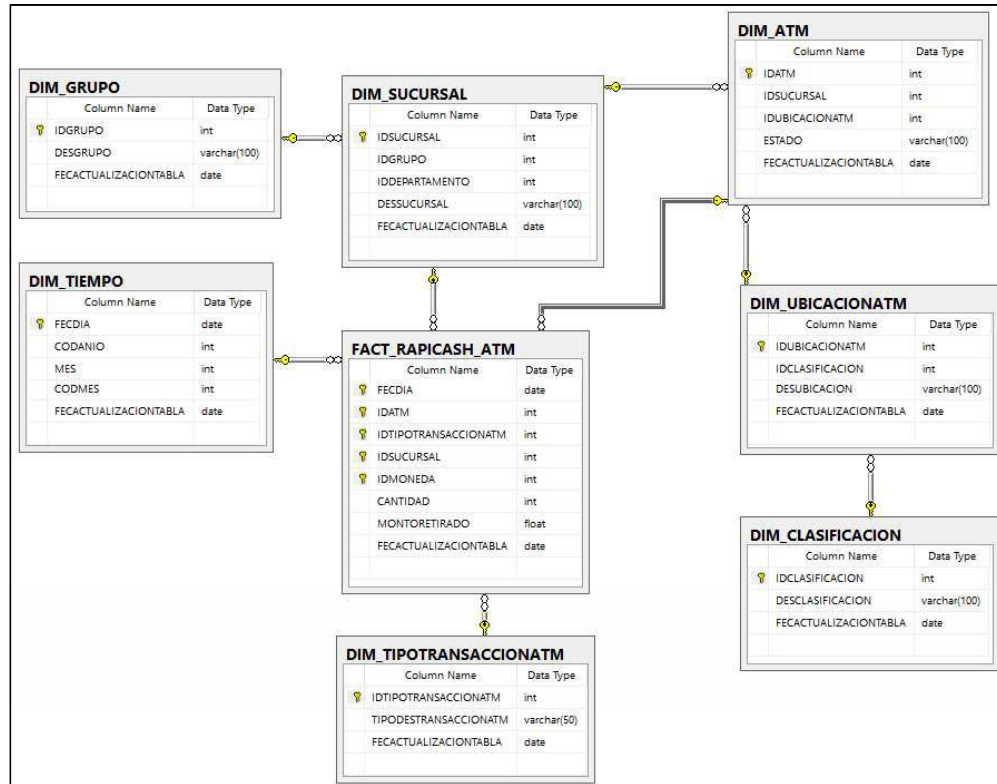 DIM_GRUPO
Column Name Data Type
IDGRUPO int
DESGRUPO varchar(100)
FECACTUALIZACIONTABLA date
DIM_SUCURSAL
Column Name Data Type
IDSUCURSAL int
IDGRUPO int
IDDEPARTAMENTO int
DESSUCURSAL varchar(100)
FECACTUALIZACIONTABLA date
DIM_ATM
Column Name Data Type
IDATM int
IDSUCURSAL int
IDUBICACIONATM int
ESTADO varchar(100)
FECACTUALIZACIONTABLA date
DIM_TIEMPO
Column Name Data Type
FECDIA date
CODANIO int
MES int
CODMES int
FECACTUALIZACIONTABLA date
FACT_RAPICASH_ATM
Column Name Data Type
FECDIA date
IDATM int
IDTIPOTRANSACCIONATM int
IDSUCURSAL int
IDMONEDA int
CANTIDAD int
MONTORETIRADO float
FECACTUALIZACIONTABLA date
DIM_UBICACIONATM
Column Name Data Type
IDUBICACIONATM int
IDCLASIFICACION int
DESUBICACION varchar(100)
FECACTUALIZACIONTABLA date
DIM_CLASIFICACION
Column Name Data Type
IDCLASIFICACION int
DESCLASIFICACION varchar(100)
FECACTUALIZACIONTABLA date
DIM_TIPOTRANSACCIONATM
Column Name Data Type
IDTIPOTRANSACCIONATM int
TIPODESTRANSACCIONATM varchar(50)
FECACTUALIZACIONTABLA date